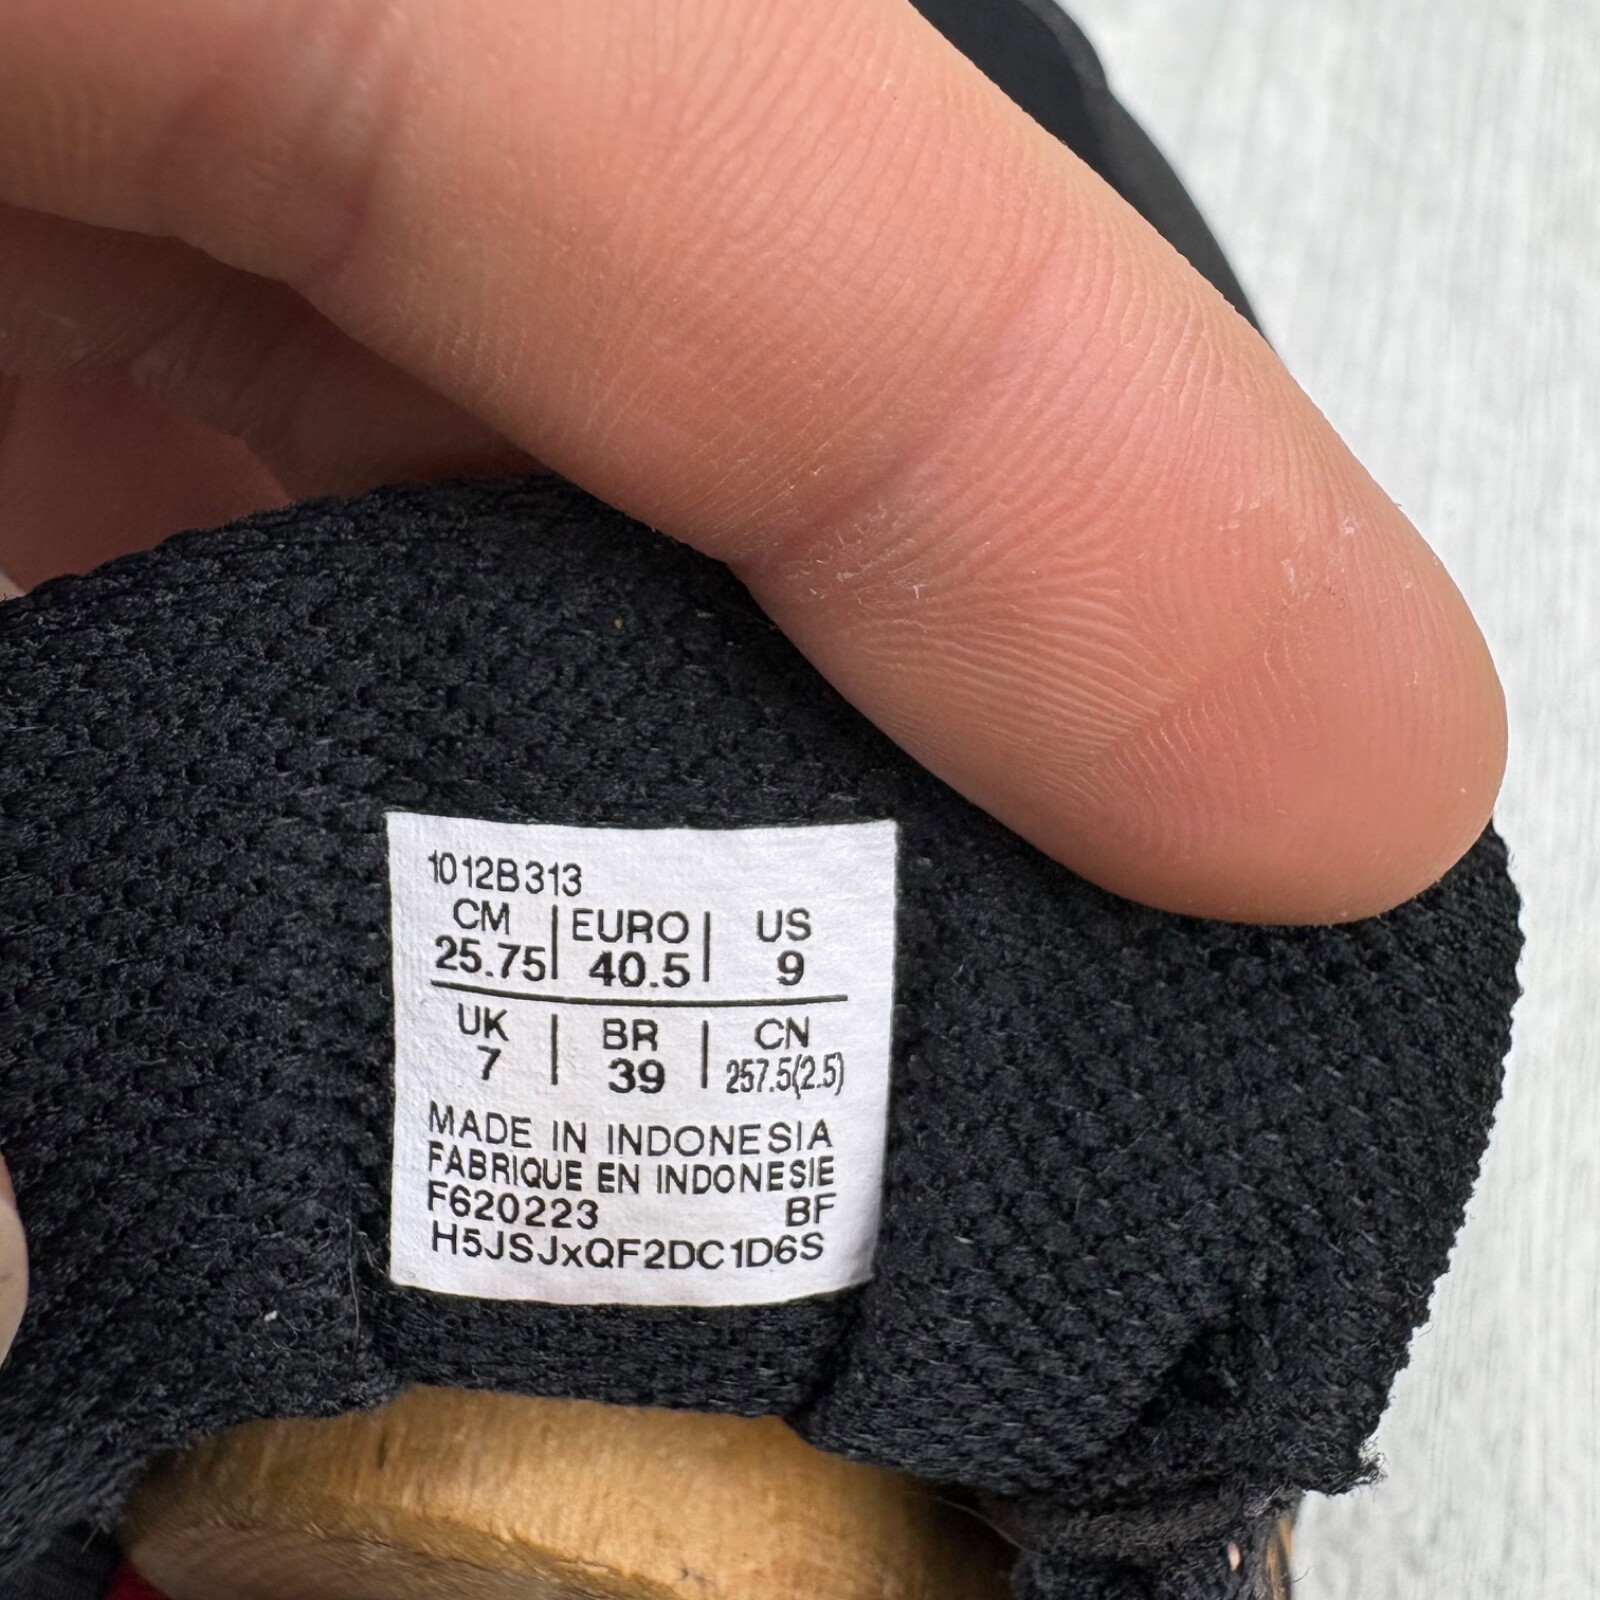 1012B313
CM | EURO | US
25.75 | 40.5 | 9
UK | BR | CN
7 | 39 | 257.5(2.5)
MADE IN INDONESIA
FABRIQUE EN INDONESIE
F620223 BF
H5JSJxQF2DC1D6S